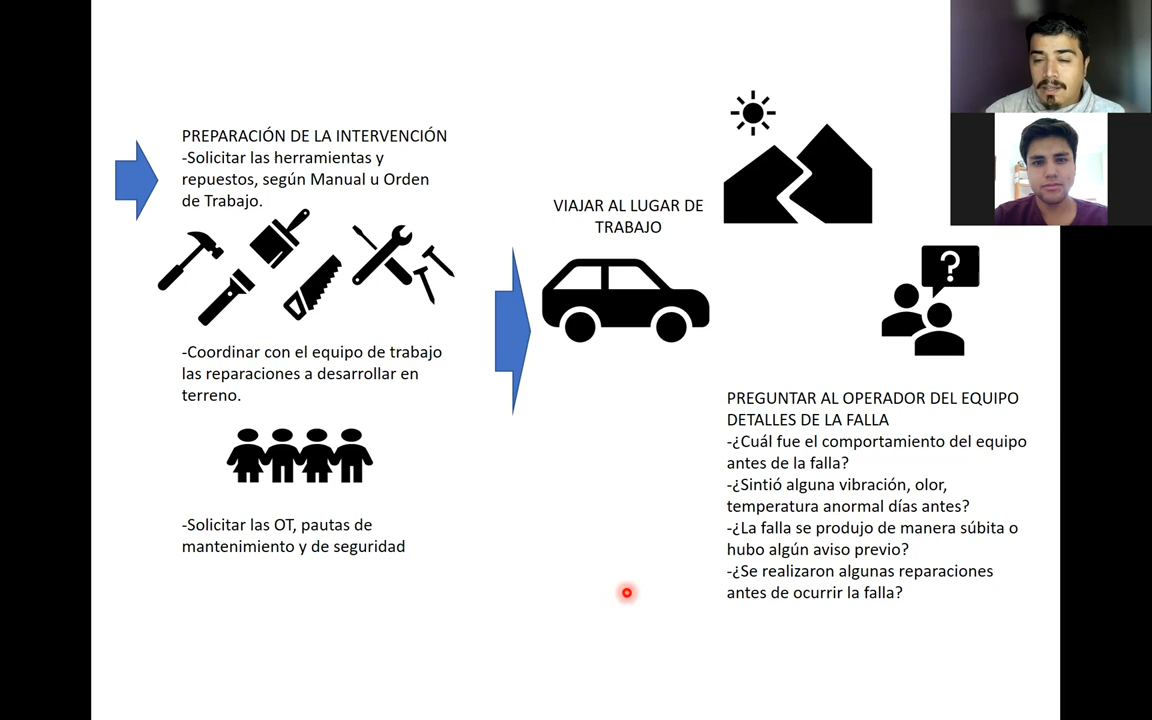 PREPARACIÓN DE LA INTERVENCIÓN
-Solicitar las herramientas y
repuestos, según Manual u Orden
de Trabajo.
-Coordinar con el equipo de trabajo
las reparaciones a desarrollar en
terreno.
-Solicitar las OT, pautas de
mantenimiento y de seguridad
VIAJAR AL LUGAR DE
TRABAJO
?
PREGUNTAR AL OPERADOR DEL EQUIPO
DETALLES DE LA FALLA
-¿Cuál fue el comportamiento del equipo
antes de la falla?
-¿Sintió alguna vibración, olor,
temperatura anormal días antes?
-¿La falla se produjo de manera súbita o
hubo algún aviso previo?
-¿Se realizaron algunas reparaciones
antes de ocurrir la falla?